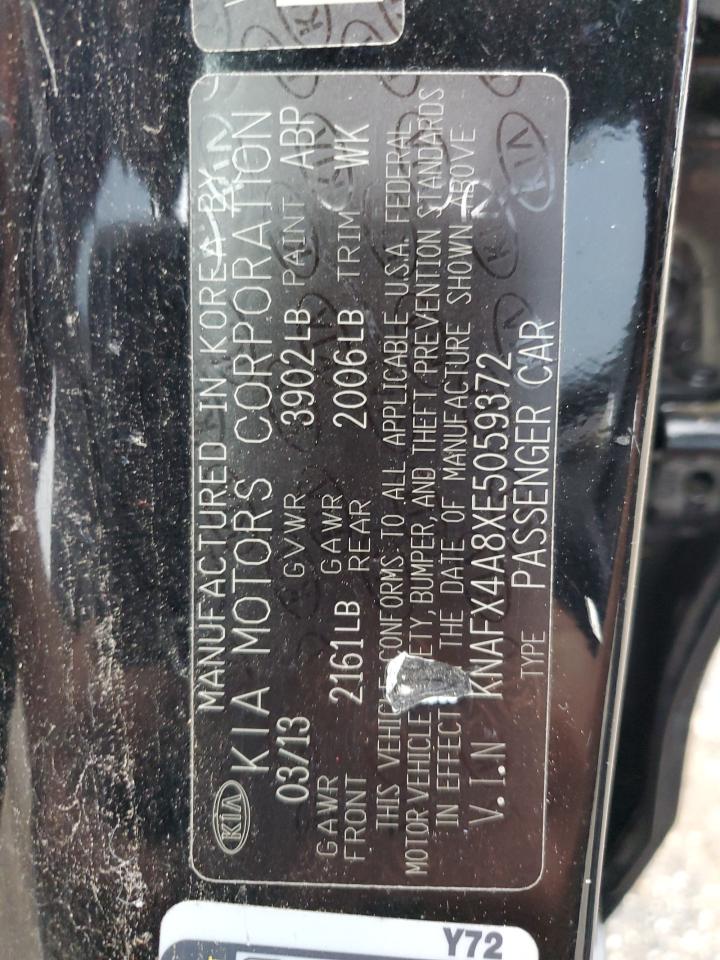 MANUFACTURED IN KOREA BY
KIA MOTORS CORPORATION
03/13 GVWR 3902LB PAINT ABP
GAWR FRONT 2161LB GAWR REAR 2006LB TRIM WK
THIS VEHICLE CONFORMS TO ALL APPLICABLE U.S.A. FEDERAL
MOTOR VEHICLE BUMPER, AND THEFT PREVENTION STANDARDS
IN EFFECT THE DATE OF MANUFACTURE SHOWN ABOVE
V.I.N KNAFX4A8XE5059372
TYPE PASSENGER CAR
KIA
Y72